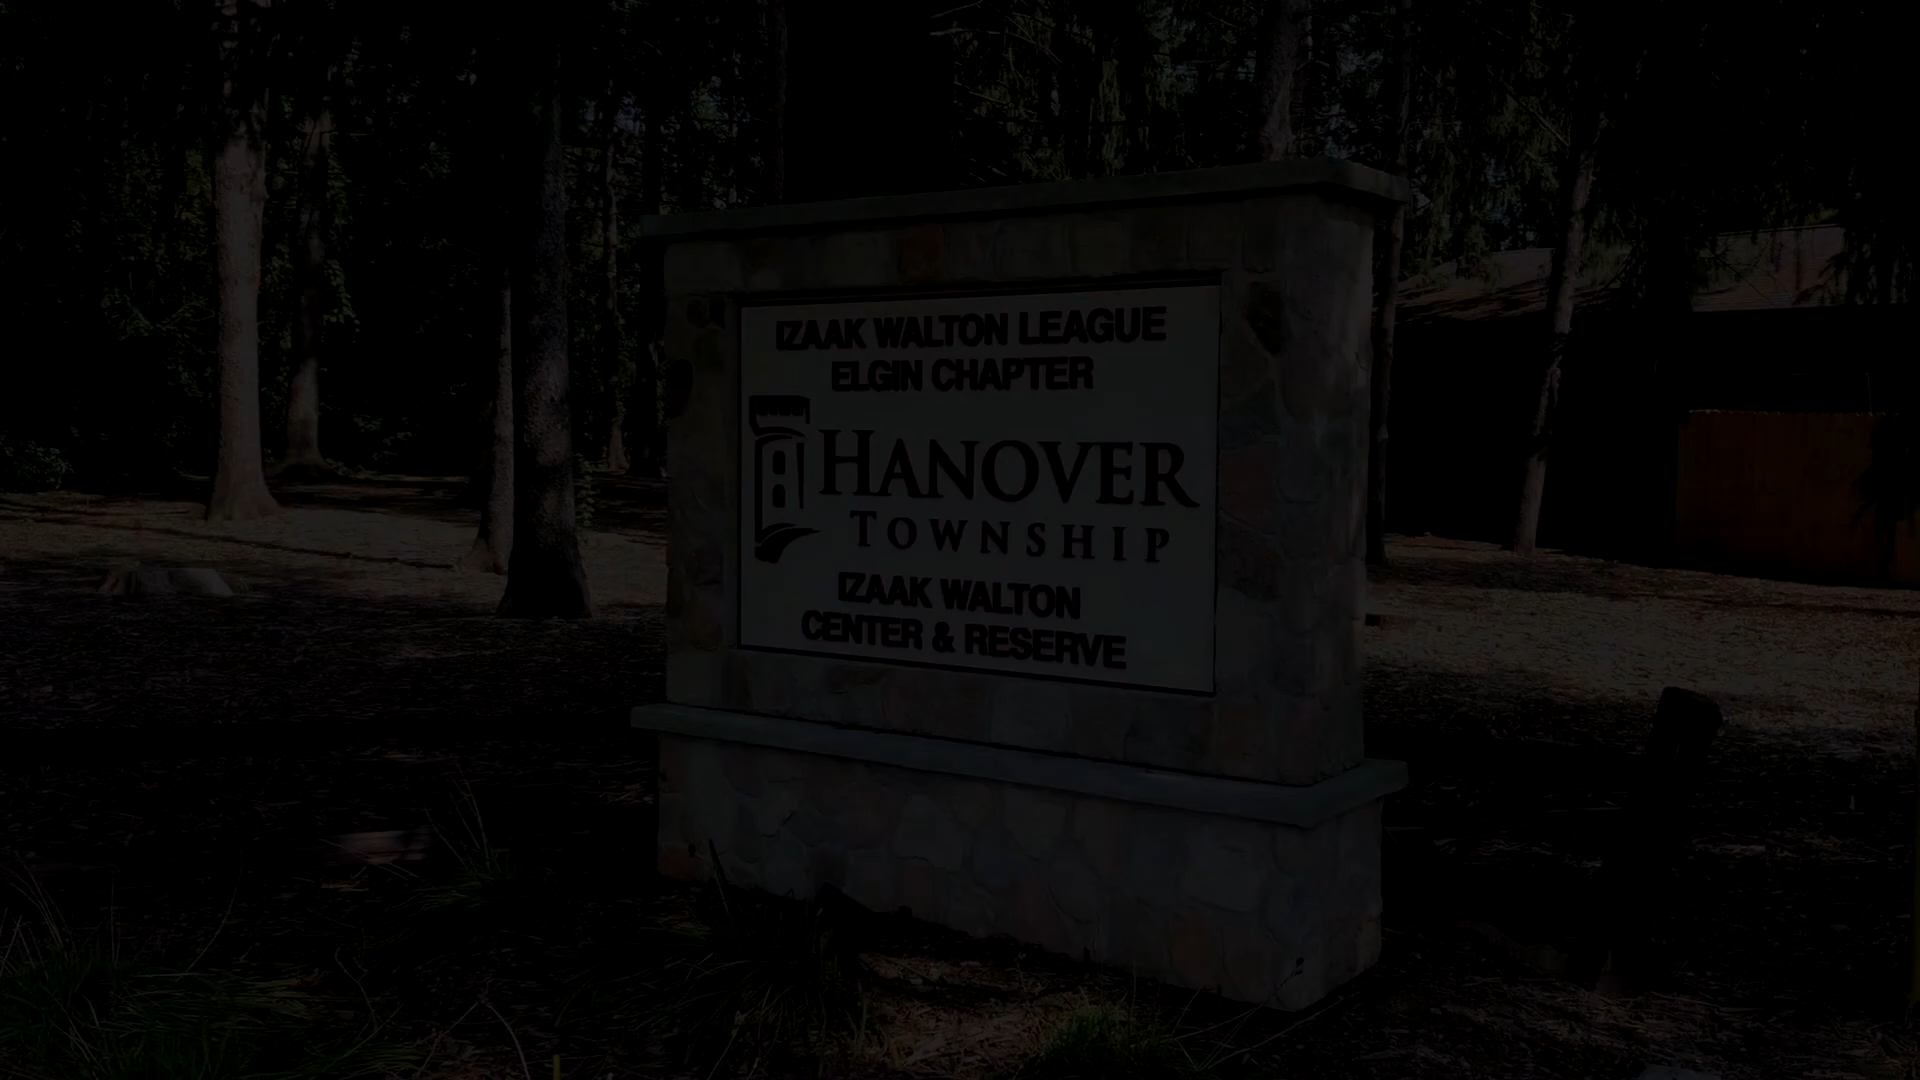 IZAAK WALTON LEAGUE
ELGIN CHAPTER
HANOVER
TOWNSHIP
IZAAK WALTON
CENTER & RESERVE